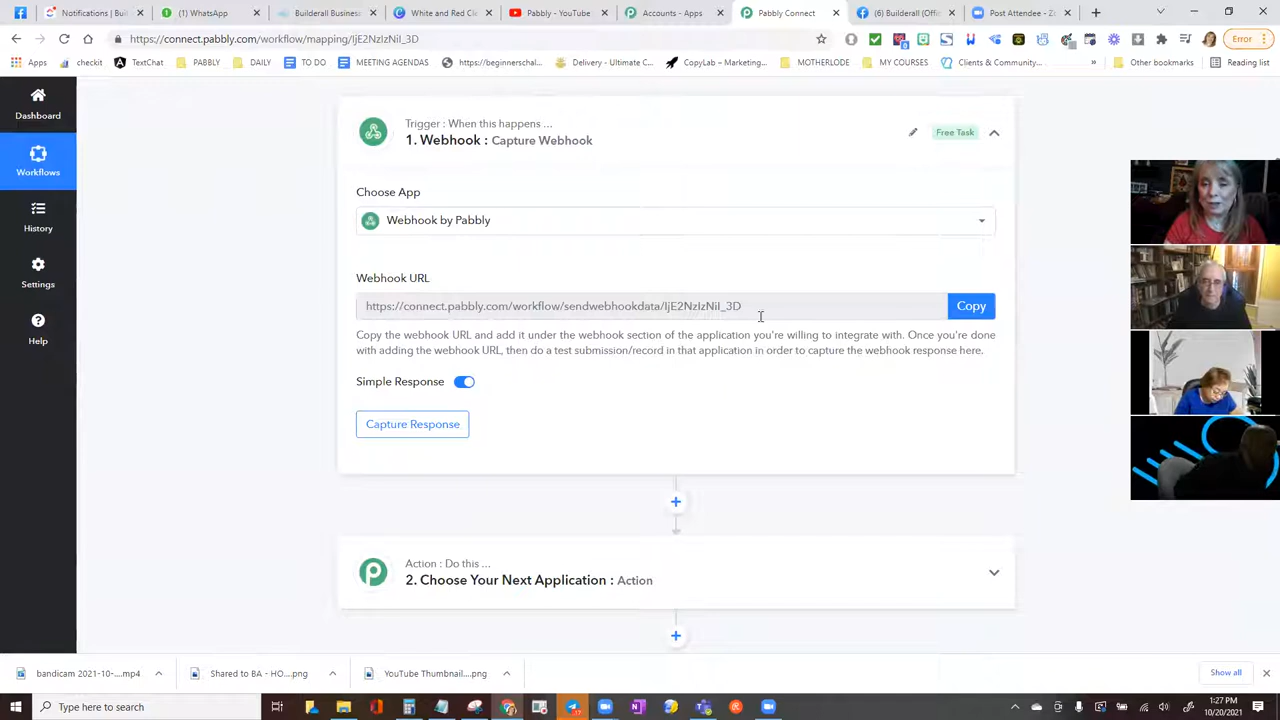 Notifications | Buil
(1) WhatsApp
Builderall Business
White and Red Clin
Pabbly - YouTube
Accounts - Apps
Pabbly Connect
(6) Builderall (Offic
Post Attendee - Zo
https://connect.pabbly.com/workflow/mapping/IjE2NzIzNiI_3D
Error
Apps
checkit
TextChat
PABBLY
DAILY
TO DO
MEETING AGENDAS
https://beginnerschal...
Delivery - Ultimate C...
CopyLab – Marketing...
MOTHERLODE
MY COURSES
Clients & Community...
»
Other bookmarks
Reading list
Dashboard
Workflows
History
Settings
Help
Trigger : When this happens ...
1. Webhook : Capture Webhook
Free Task
Choose App
Webhook by Pabbly
Webhook URL
https://connect.pabbly.com/workflow/sendwebhookdata/IjE2NzIzNiI_3D
Copy
Copy the webhook URL and add it under the webhook section of the application you're willing to integrate with. Once you're done
with adding the webhook URL, then do a test submission/record in that application in order to capture the webhook response here.
Simple Response
Capture Response
Action : Do this ...
2. Choose Your Next Application : Action
bandicam 2021-10-....mp4
Shared to BA - HO....png
YouTube Thumbnail....png
Show all
Type here to search
1:27 PM
10/20/2021